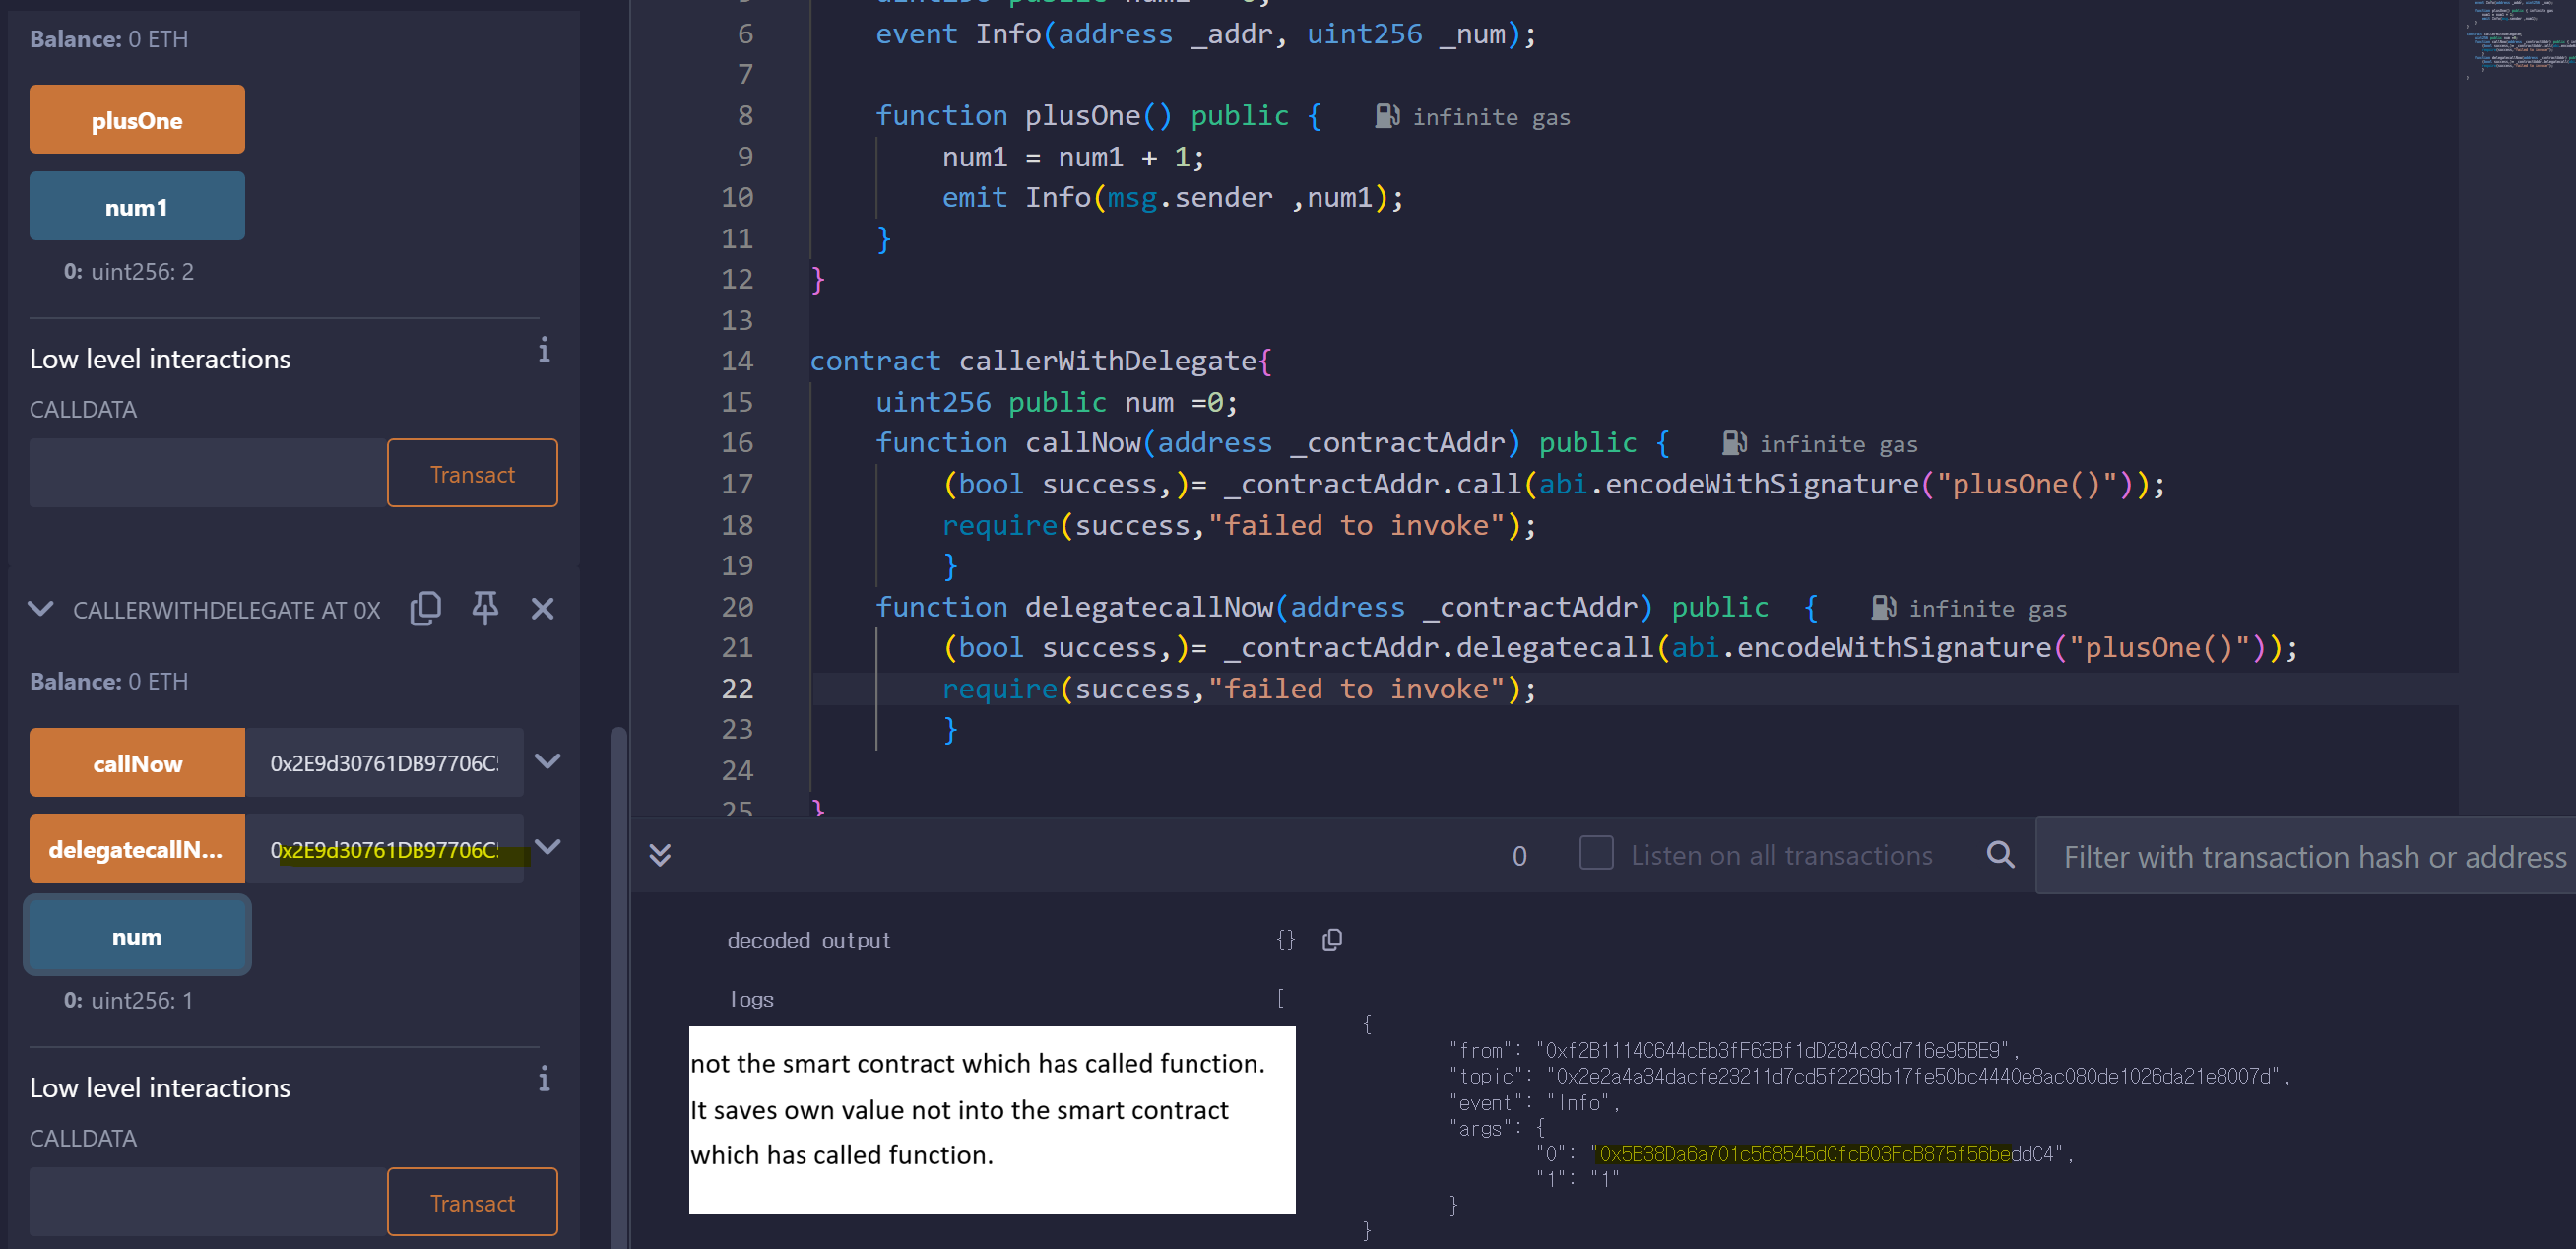 Balance: 0 ETH
plusOne
num1
0: uint256: 2
Low level interactions
i
CALLDATA
Transact
CALLERWITHDELEGATE AT 0X
Balance: 0 ETH
callNow 0x2E9d30761DB97706C
delegatecallN... 0x2E9d30761DB97706C
num
0: uint256: 1
Low level interactions
i
CALLDATA
Transact
6 event Info(address _addr, uint256 _num);
7
8 function plusOne() public { infinite gas
9 num1 = num1 + 1;
10 emit Info(msg.sender ,num1);
11 }
12 }
13
14 contract callerWithDelegate{
15 uint256 public num =0;
16 function callNow(address _contractAddr) public { infinite gas
17 (bool success,)= _contractAddr.call(abi.encodeWithSignature("plusOne()"));
18 require(success,"failed to invoke");
19 }
20 function delegatecallNow(address _contractAddr) public { infinite gas
21 (bool success,)= _contractAddr.delegatecall(abi.encodeWithSignature("plusOne()"));
22 require(success,"failed to invoke");
23 }
24
25 }
0 Listen on all transactions Filter with transaction hash or address
decoded output {}
logs [
{
"from": "0xf2B1114C644cBb3fF63Bf1dD284c8Cd716e95BE9",
"topic": "0x2e2a4a34dacfe23211d7cd5f2269b17fe50bc4440e8ac080de1026da21e8007d",
"event": "Info",
"args": {
"0": "0x5B38Da6a701c568545dCfcB03FcB875f56beddC4",
"1": "1"
}
}
not the smart contract which has called function.
It saves own value not into the smart contract
which has called function.